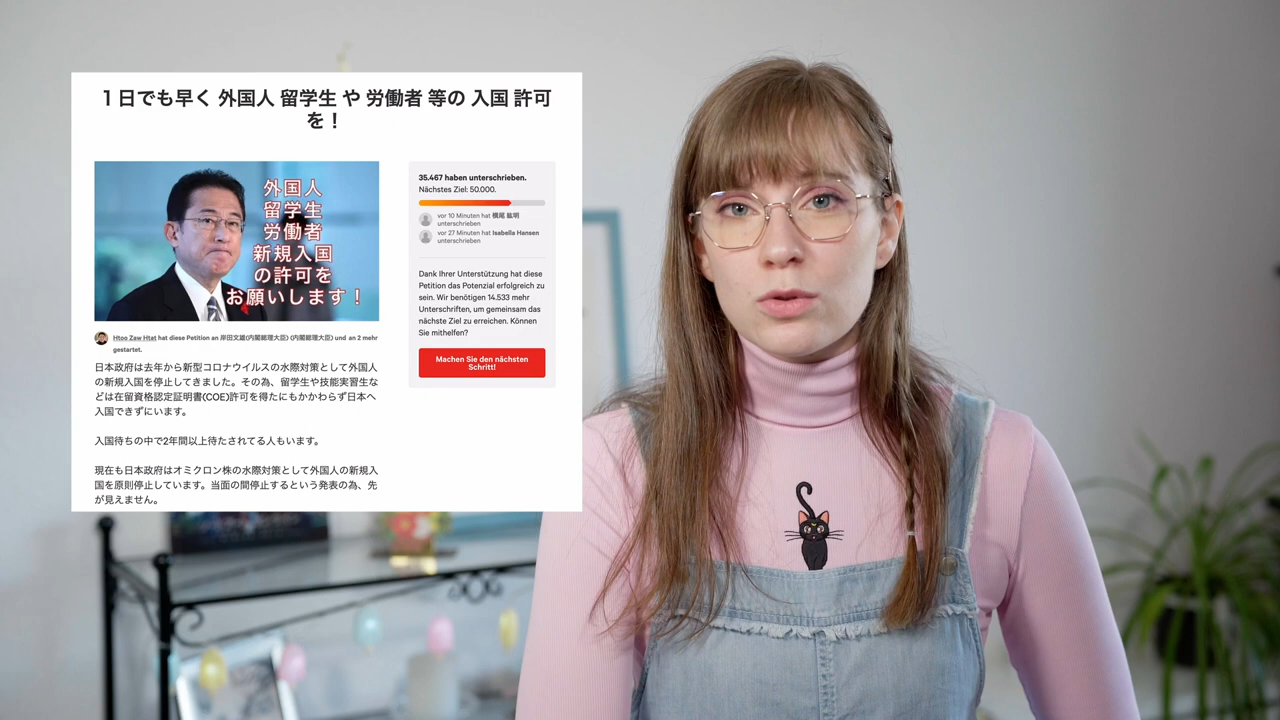 1日でも早く 外国人 留学生 や 労働者 等の 入国 許可
を！
外国人
留学生
労働者
新規入国
の許可を
お願いします！
Htoo Zaw Htat hat diese Petition an 岸田文雄(内閣総理大臣) (内閣総理大臣) und an 2 mehr
gestartet.
日本政府は去年から新型コロナウイルスの水際対策として外国人
の新規入国を停止してきました。その為、留学生や技能実習生な
どは在留資格認定証明書(COE)許可を得たにもかかわらず日本へ
入国できずにいます。
入国待ちの中で2年間以上待たされてる人もいます。
現在も日本政府はオミクロン株の水際対策として外国人の新規入
国を原則停止しています。当面の間停止するという発表の為、先
が見えません。
35.467 haben unterschrieben.
Nächstes Ziel: 50.000.
vor 10 Minuten hat 横尾 紘明
unterschrieben
vor 27 Minuten hat Isabella Hansen
unterschrieben
Dank Ihrer Unterstützung hat diese
Petition das Potenzial erfolgreich zu
sein. Wir benötigen 14.533 mehr
Unterschriften, um gemeinsam das
nächste Ziel zu erreichen. Können
Sie mithelfen?
Machen Sie den nächsten
Schritt!